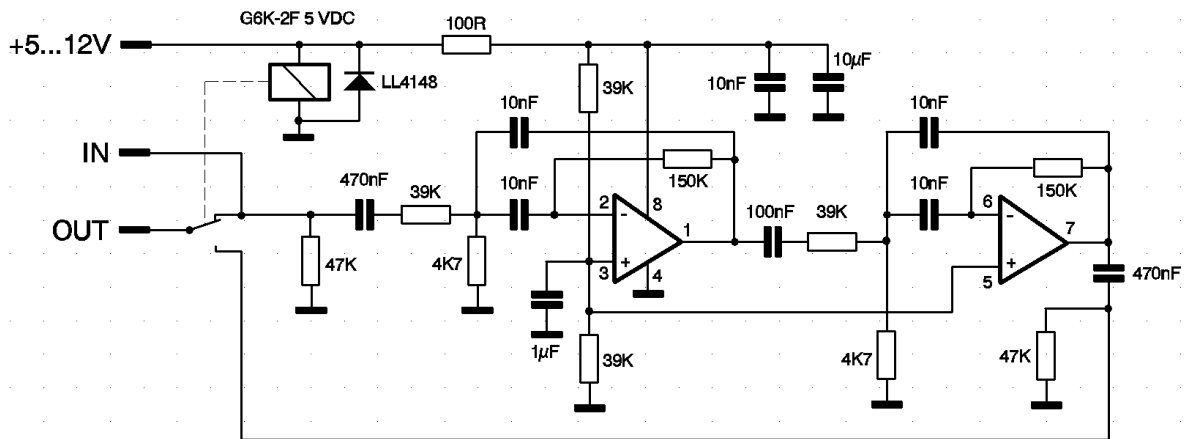 G6K-2F 5 VDC
+5...12V
100R
LL4148
39K
10nF
10µF
10nF
10nF
IN
150K
150K
470nF
39K
10nF
10nF
2
-
8
1
100nF
39K
6
-
7
OUT
47K
4K7
3
+
4
+
5
470nF
1µF
39K
4K7
47K